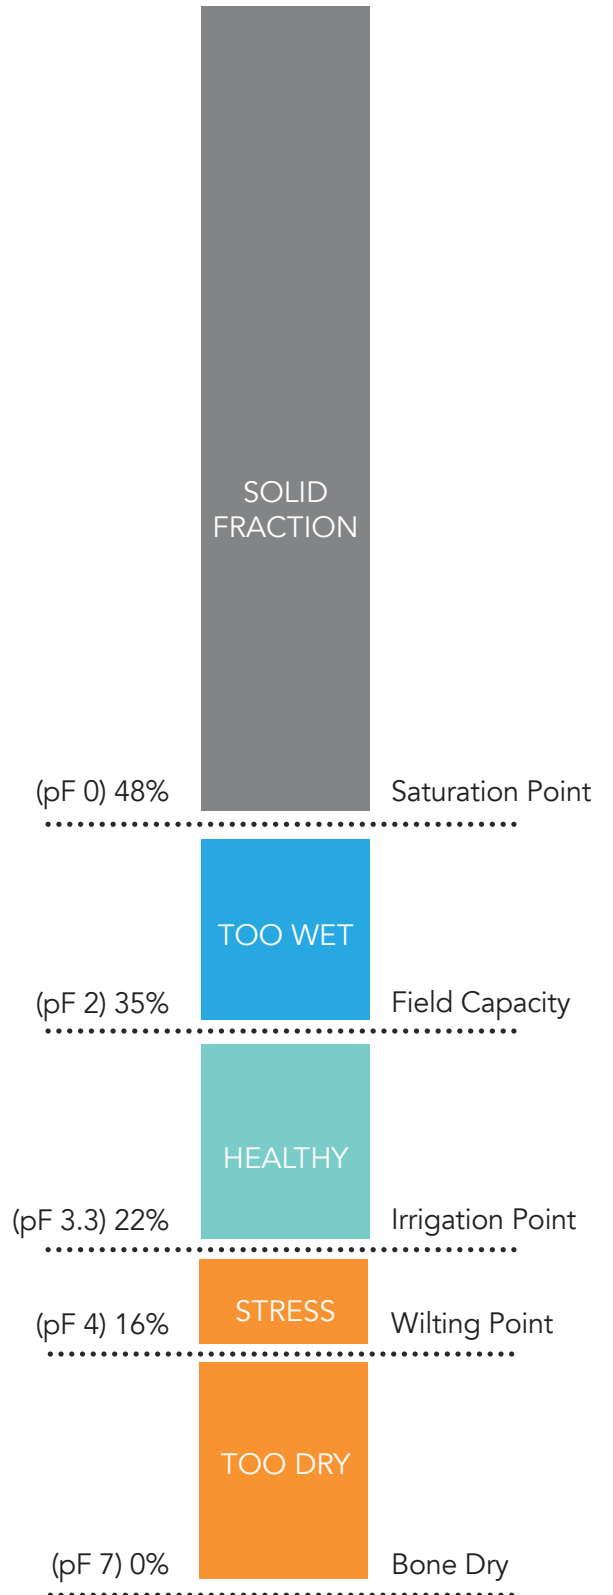 SOLID
FRACTION
(pF 0) 48%
Saturation Point
TOO WET
(pF 2) 35%
Field Capacity
HEALTHY
(pF 3.3) 22%
Irrigation Point
STRESS
(pF 4) 16%
Wilting Point
TOO DRY
(pF 7) 0%
Bone Dry